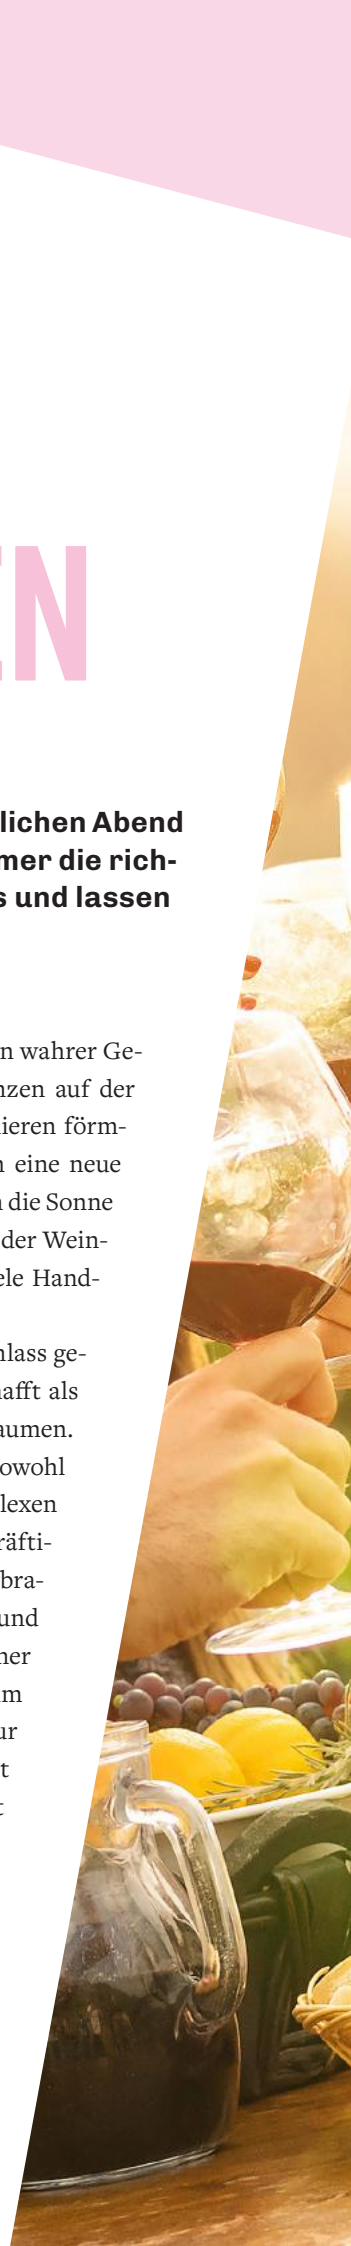 EN
lichen Abend
mer die rich-
s und lassen
n wahrer Ge-
nzen auf der
ieren förm-
n eine neue
n die Sonne
der Wein-
ele Hand-
nlass ge-
afft als
aumen.
owohl
lexen
räfti-
bra-
und
ner
im
ur
t
t